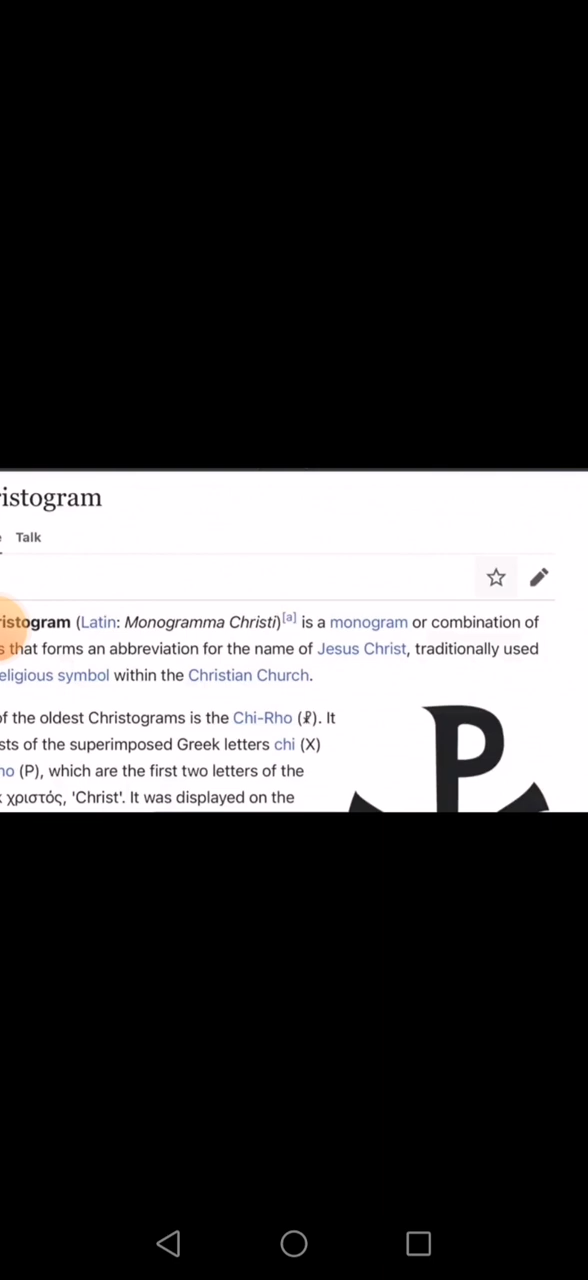 istogram
Talk
istogram (Latin: Monogramma Christi)[a] is a monogram or combination of
s that forms an abbreviation for the name of Jesus Christ, traditionally used
eligious symbol within the Christian Church.
of the oldest Christograms is the Chi-Rho (☧). It
sts of the superimposed Greek letters chi (Χ)
ho (Ρ), which are the first two letters of the
χριστός, 'Christ'. It was displayed on the